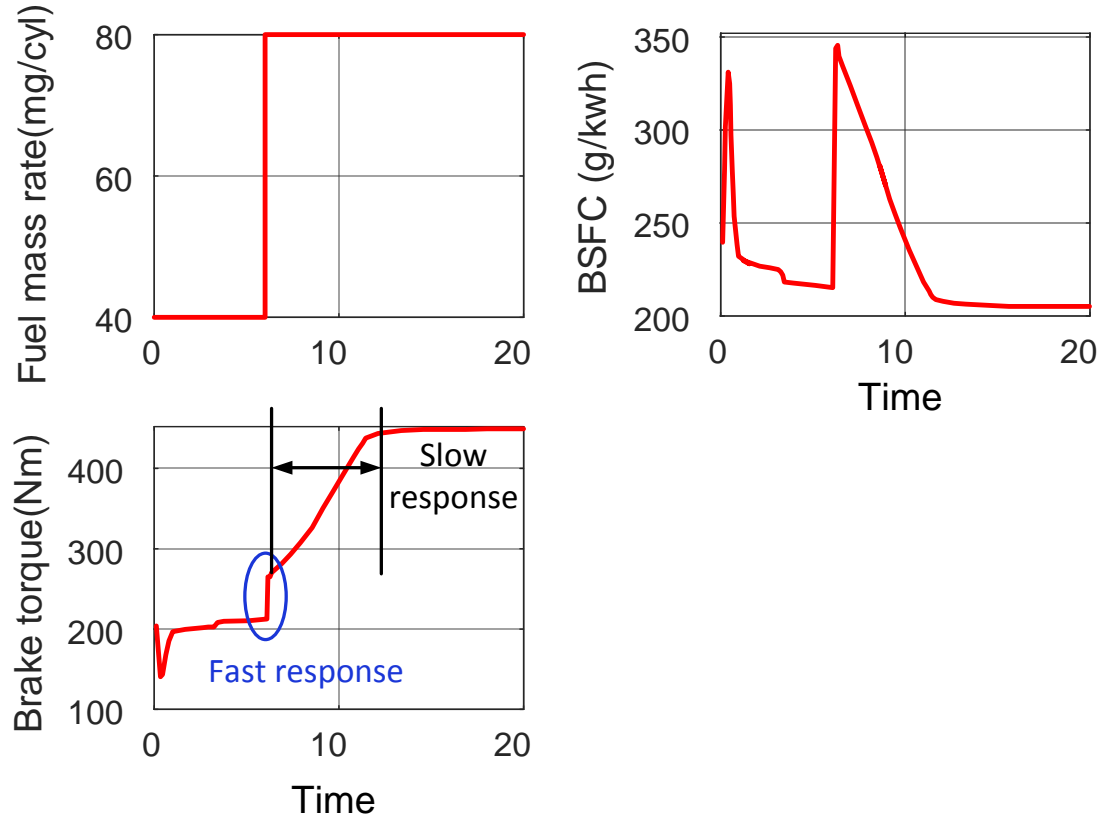 Fuel mass rate(mg/cyl)
80
60
40
0
10
20
BSFC (g/kwh)
350
300
250
200
0
10
20
Time
Brake torque(Nm)
400
300
200
100
Slow
response
Fast response
0
10
20
Time